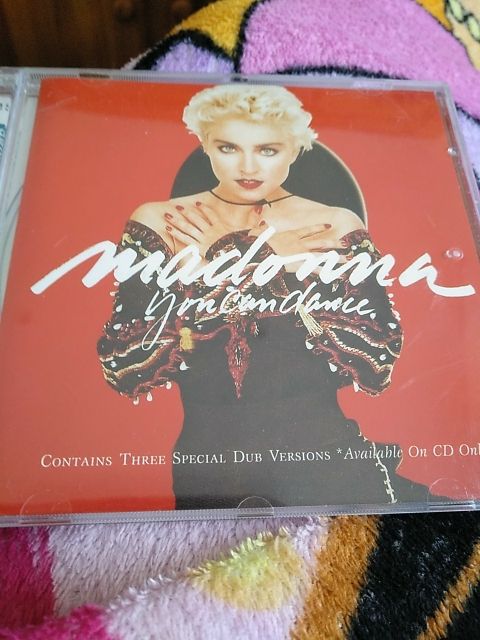 madonna
you can dance
CONTAINS THREE SPECIAL DUB VERSIONS *Available On CD Onl